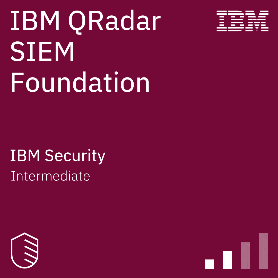 IBM QRadar
IBM
SIEM
Foundation
IBM Security
Intermediate